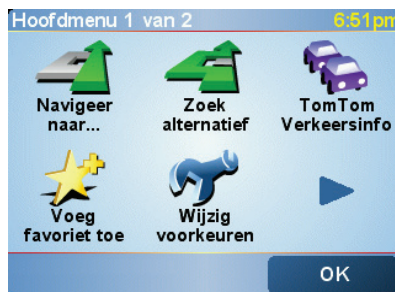 Hoofdmenu 1 van 2
6:51pm
Navigeer
naar...
Zoek
alternatief
TomTom
Verkeersinfo
Voeg
favoriet toe
Wijzig
voorkeuren
OK